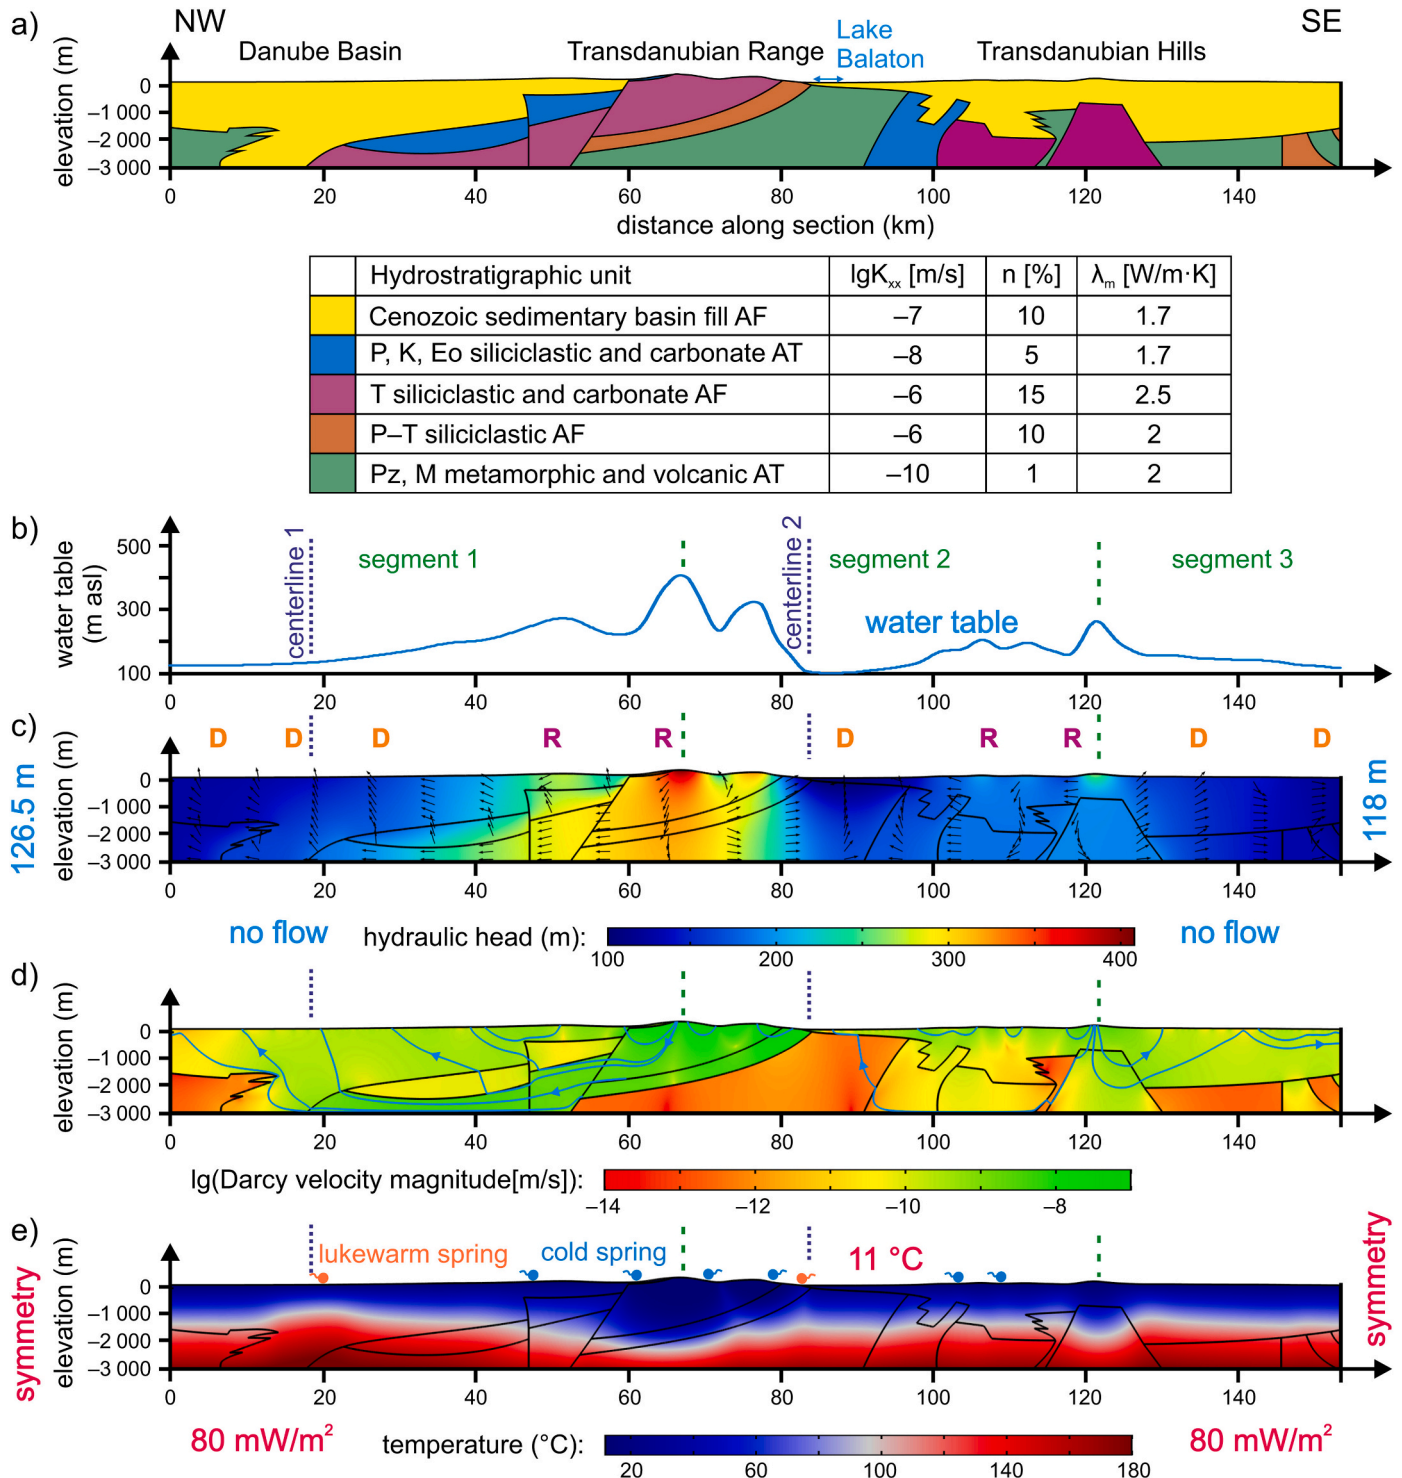 a)
NW
SE
Danube Basin
Transdanubian Range
Lake
Balaton
Transdanubian Hills
elevation (m)
0
–1 000
–2 000
–3 000
0 20 40 60 80 100 120 140
distance along section (km)
Hydrostratigraphic unit lgKxx [m/s] n [%] λm [W/m·K]
Cenozoic sedimentary basin fill AF –7 10 1.7
P, K, Eo siliciclastic and carbonate AT –8 5 1.7
T siliciclastic and carbonate AF –6 15 2.5
P–T siliciclastic AF –6 10 2
Pz, M metamorphic and volcanic AT –10 1 2
b)
water table
(m asl)
500
300
100
centerline 1
segment 1
centerline 2
segment 2
segment 3
water table
0 20 40 60 80 100 120 140
c)
D D D R R D R R D D
126.5 m
118 m
elevation (m)
0
–1 000
–2 000
–3 000
0 20 40 60 80 100 120 140
no flow
hydraulic head (m):
100 200 300 400
no flow
d)
elevation (m)
0
–1 000
–2 000
–3 000
0 20 40 60 80 100 120 140
lg(Darcy velocity magnitude[m/s]):
–14 –12 –10 –8
e)
lukewarm spring
cold spring
11 °C
symmetry
symmetry
elevation (m)
0
–1 000
–2 000
–3 000
0 20 40 60 80 100 120 140
80 mW/m²
temperature (°C):
20 60 100 140 180
80 mW/m²